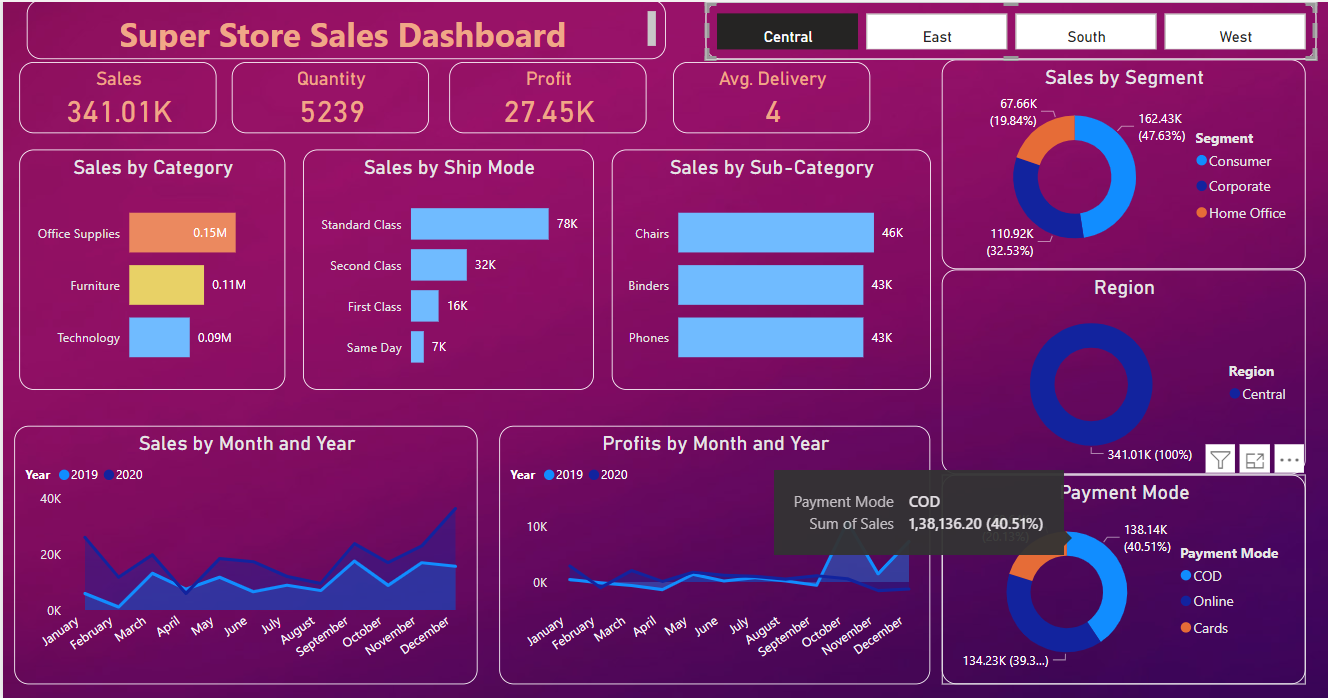 Super Store Sales Dashboard
Central
East
South
West
Sales
341.01K
Quantity
5239
Profit
27.45K
Avg. Delivery
4
Sales by Category
Office Supplies
0.15M
Furniture
0.11M
Technology
0.09M
Sales by Ship Mode
Standard Class
78K
Second Class
32K
First Class
16K
Same Day
7K
Sales by Sub-Category
Chairs
46K
Binders
43K
Phones
43K
Sales by Segment
67.66K
(19.84%)
162.43K
(47.63%)
110.92K
(32.53%)
Segment
Consumer
Corporate
Home Office
Region
341.01K (100%)
Region
Central
Sales by Month and Year
Year 2019 2020
40K
20K
0K
January
February
March
April
May
June
July
August
September
October
November
December
Profits by Month and Year
Year 2019 2020
10K
0K
January
February
March
April
May
June
July
August
September
October
November
December
Payment Mode COD
Sum of Sales 1,38,136.20 (40.51%)
Payment Mode
(20.13%)
138.14K
(40.51%)
134.23K (39.3...)
Payment Mode
COD
Online
Cards